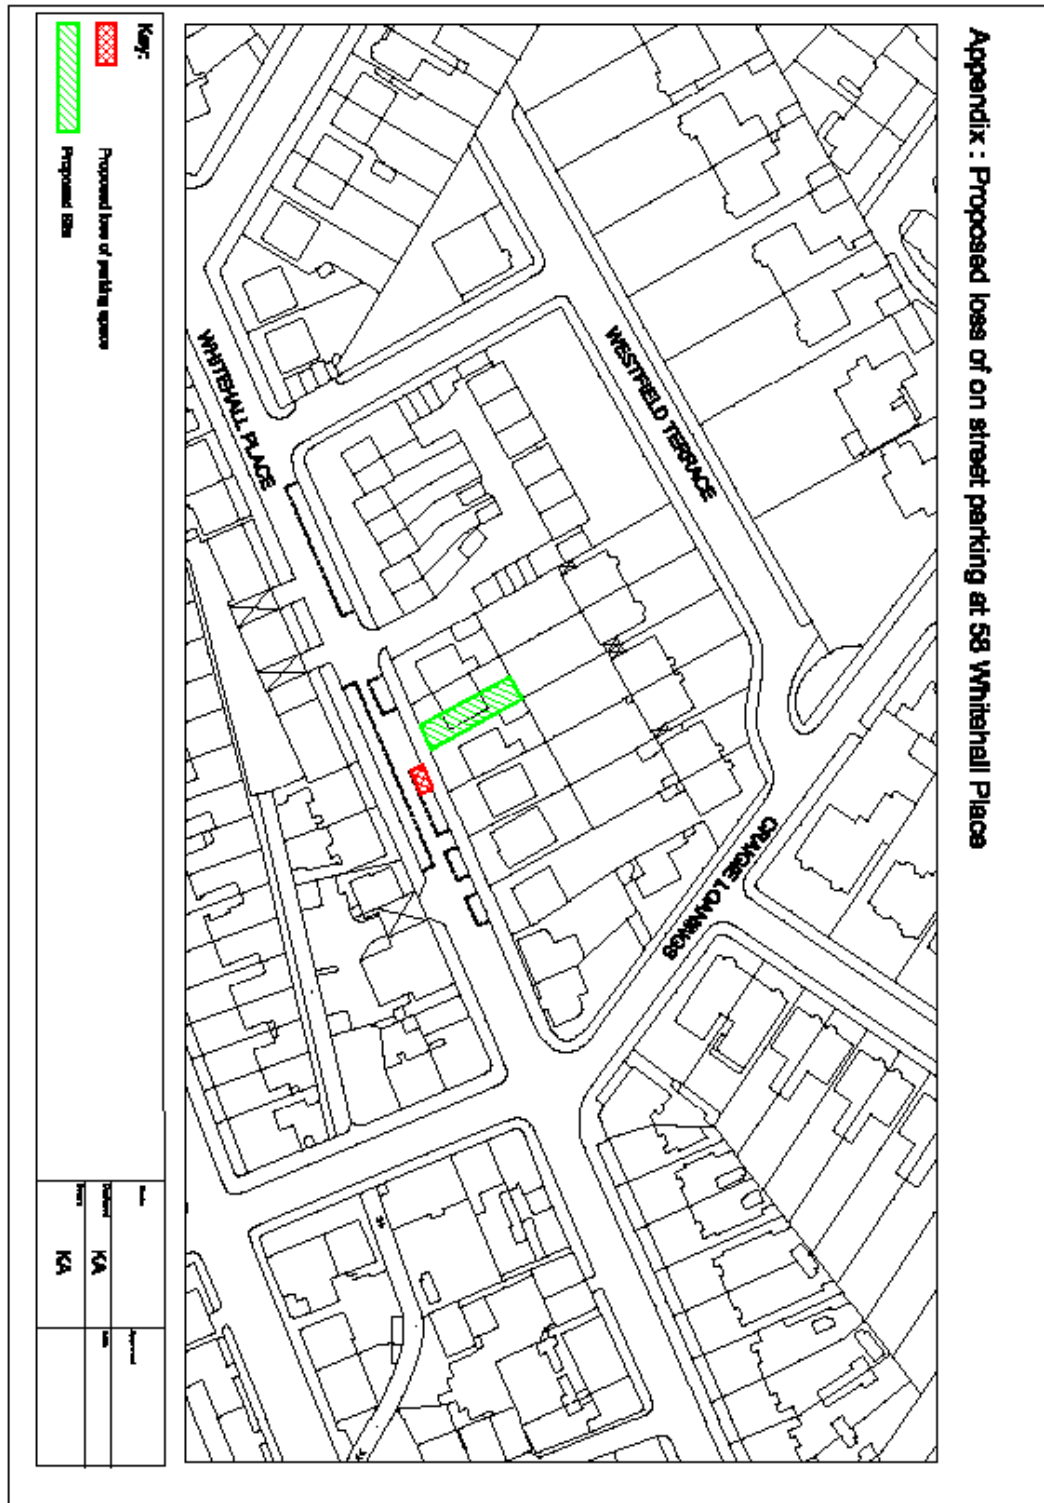 Appendix : Proposed loss of on street parking at 58 Whitehall Place
WESTFIELD TERRACE
CRAIGIE LOANINGS
WHITEHALL PLACE
Key:
Proposed loss of parking space
Proposed Site
KA
KA